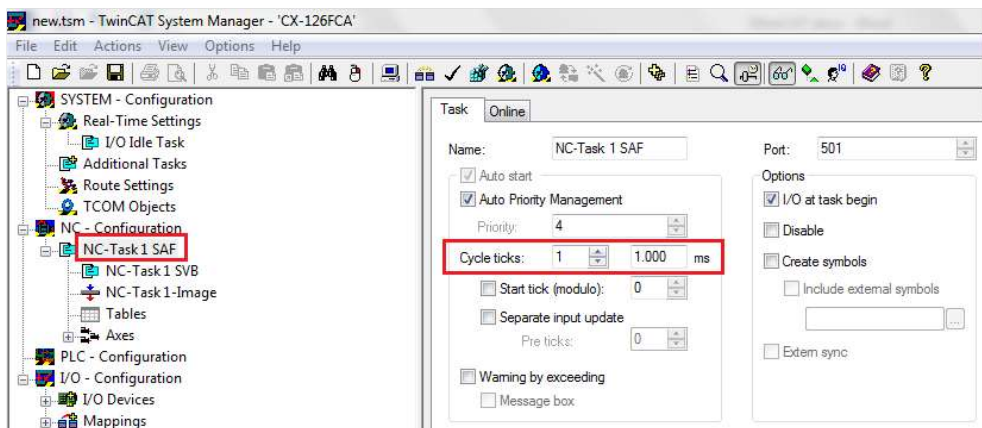 new.tsm - TwinCAT System Manager - 'CX-126FCA'
File Edit Actions View Options Help
SYSTEM - Configuration
Real-Time Settings
I/O Idle Task
Additional Tasks
Route Settings
TCOM Objects
NC - Configuration
NC-Task 1 SAF
NC-Task 1 SVB
NC-Task 1-Image
Tables
Axes
PLC - Configuration
I/O - Configuration
I/O Devices
Mappings
Task Online
Name: NC-Task 1 SAF
Auto start
Auto Priority Management
Priority: 4
Cycle ticks: 1 1.000 ms
Start tick (modulo): 0
Separate input update
Pre ticks: 0
Warning by exceeding
Message box
Port: 501
Options
I/O at task begin
Disable
Create symbols
Include external symbols
...
Extern sync